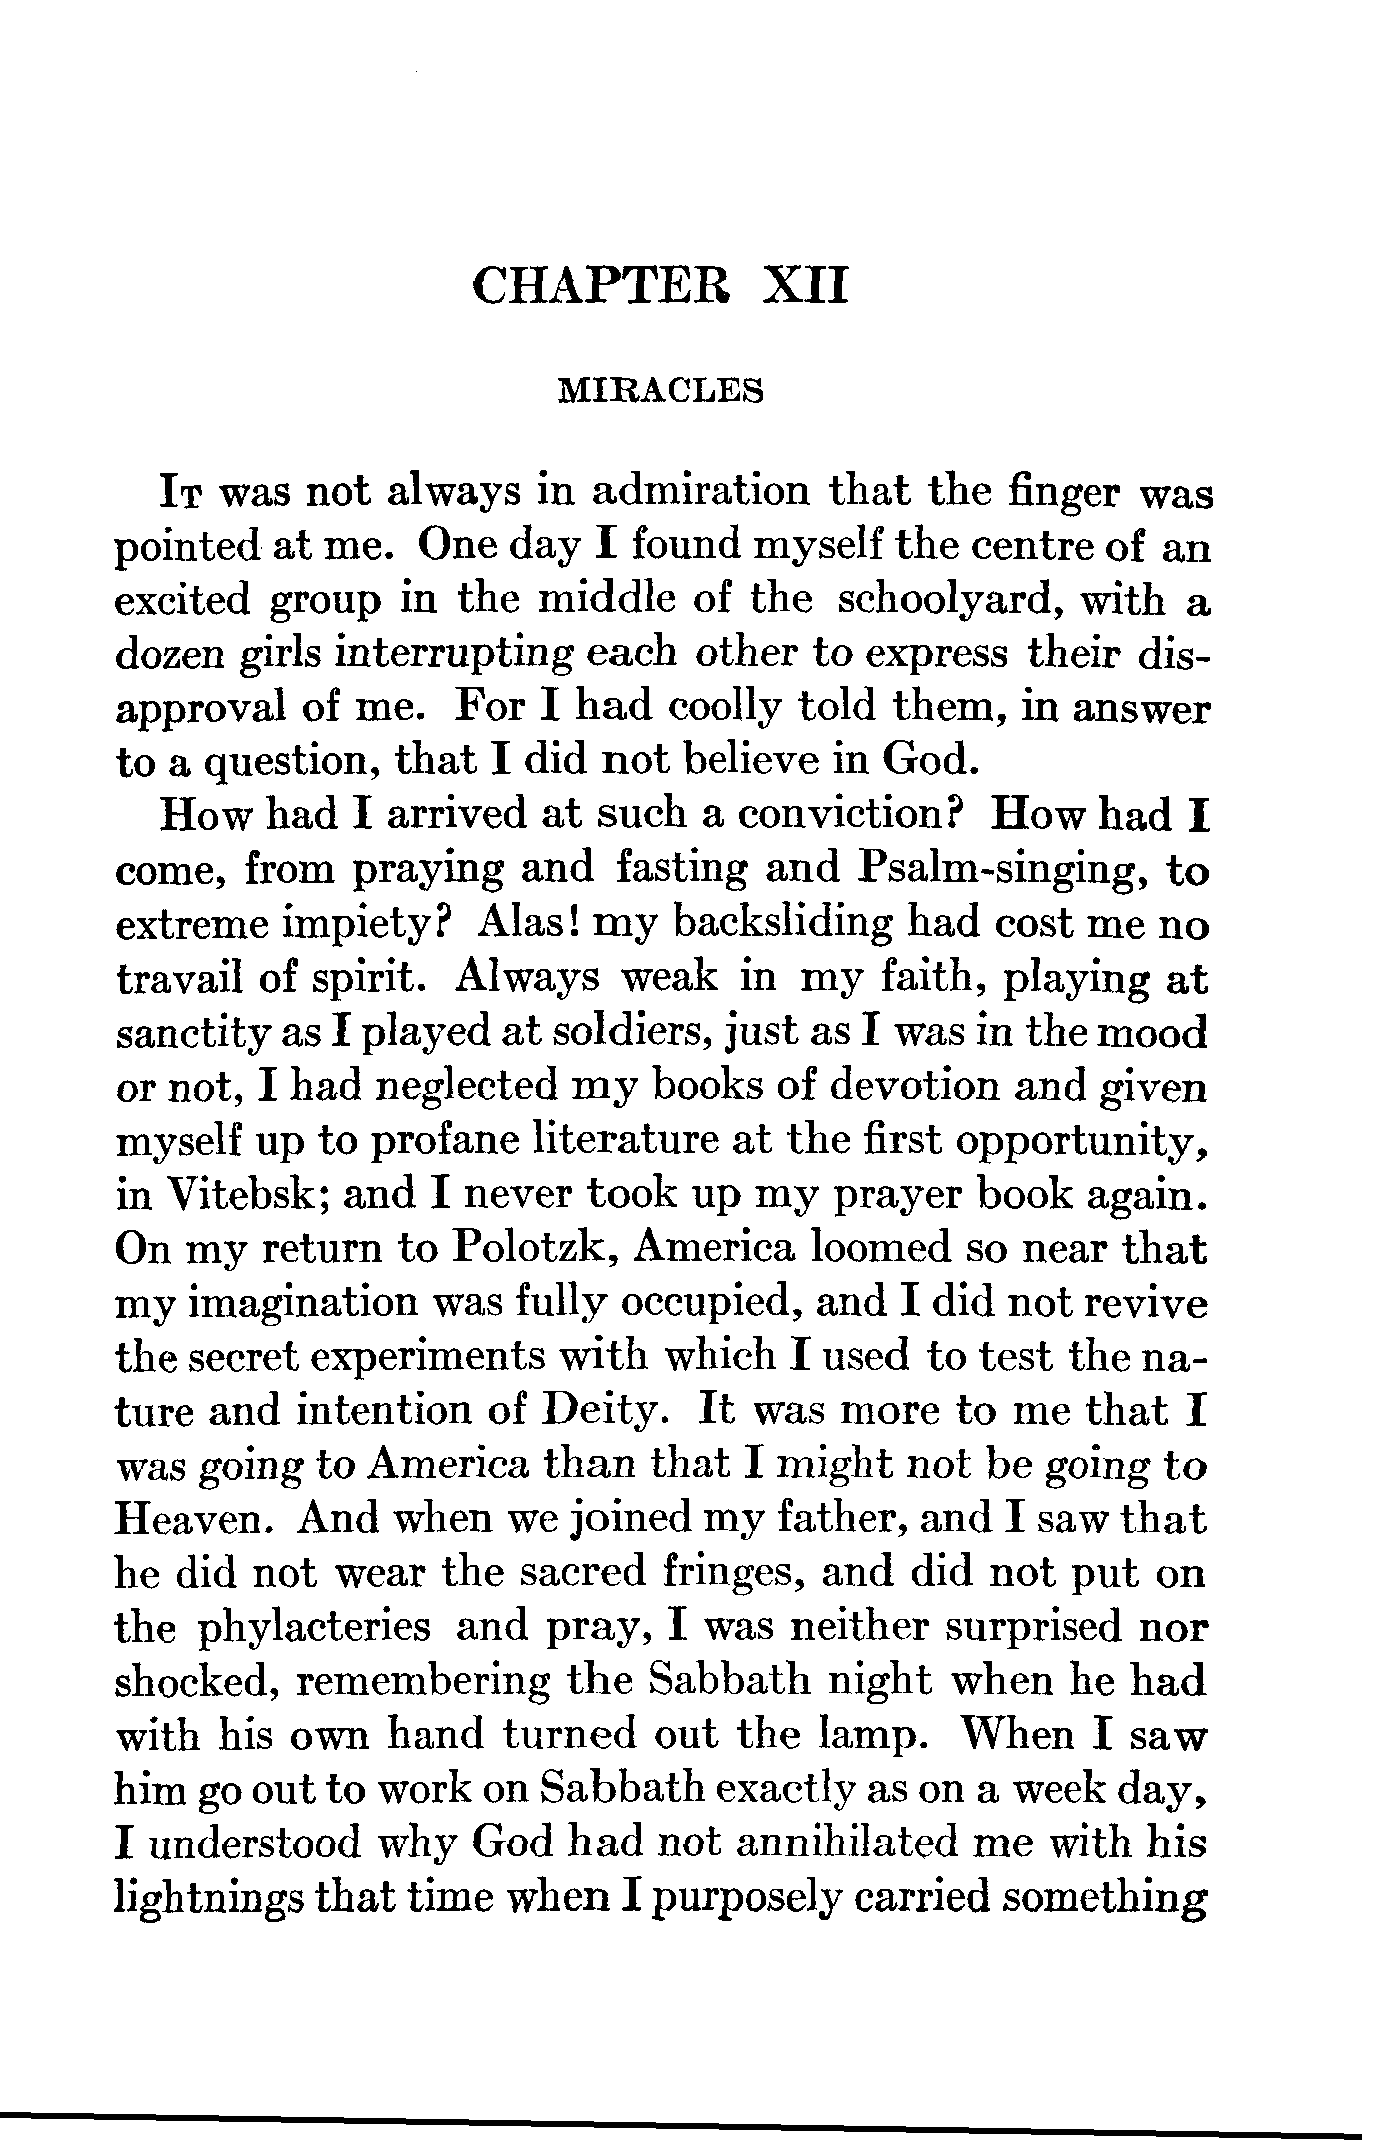 CHAPTER XII
MIRACLES
It was not always in admiration that the finger was
pointed at me. One day I found myself the centre of an
excited group in the middle of the schoolyard, with a
dozen girls interrupting each other to express their dis-
approval of me. For I had coolly told them, in answer
to a question, that I did not believe in God.
How had I arrived at such a conviction? How had I
come, from praying and fasting and Psalm-singing, to
extreme impiety? Alas! my backsliding had cost me no
travail of spirit. Always weak in my faith, playing at
sanctity as I played at soldiers, just as I was in the mood
or not, I had neglected my books of devotion and given
myself up to profane literature at the first opportunity,
in Vitebsk; and I never took up my prayer book again.
On my return to Polotzk, America loomed so near that
my imagination was fully occupied, and I did not revive
the secret experiments with which I used to test the na-
ture and intention of Deity. It was more to me that I
was going to America than that I might not be going to
Heaven. And when we joined my father, and I saw that
he did not wear the sacred fringes, and did not put on
the phylacteries and pray, I was neither surprised nor
shocked, remembering the Sabbath night when he had
with his own hand turned out the lamp. When I saw
him go out to work on Sabbath exactly as on a week day,
I understood why God had not annihilated me with his
lightnings that time when I purposely carried something